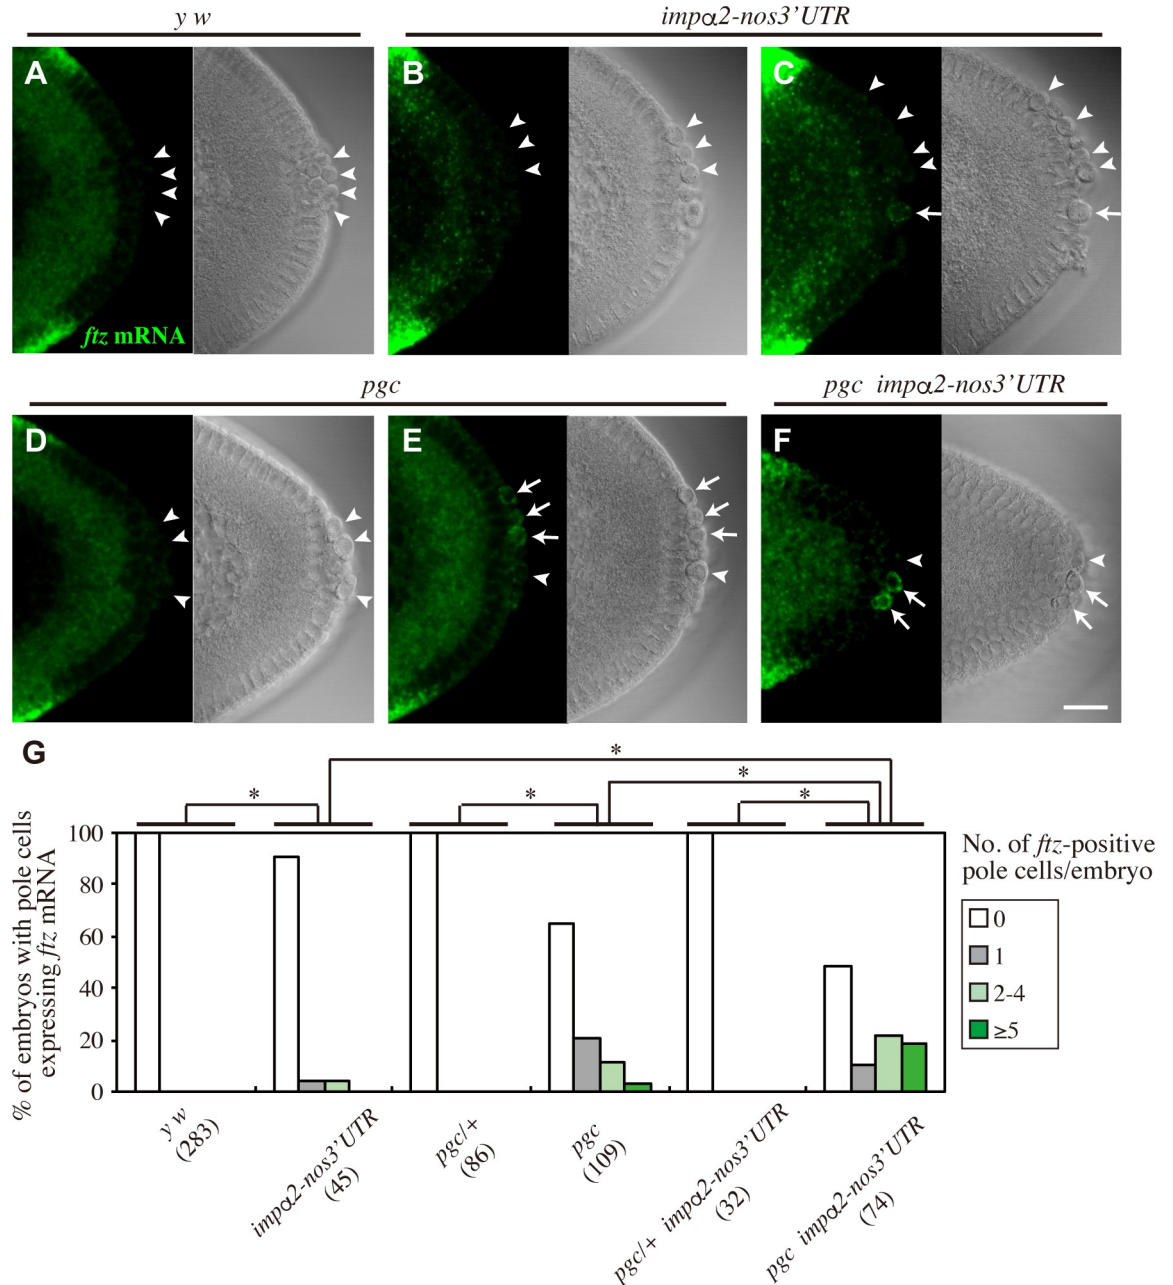 y w
impα2-nos3’UTR
A
B
C
ftz mRNA
pgc
pgc impα2-nos3’UTR
D
E
F
G
*
*
*
*
*
% of embryos with pole cells
expressing ftz mRNA
100
80
60
40
20
0
No. of ftz-positive
pole cells/embryo
0
1
2-4
≥5
y w
(283)
impα2-nos3’UTR
(45)
pgc/+
(86)
pgc
(109)
pgc/+ impα2-nos3’UTR
(32)
pgc impα2-nos3’UTR
(74)